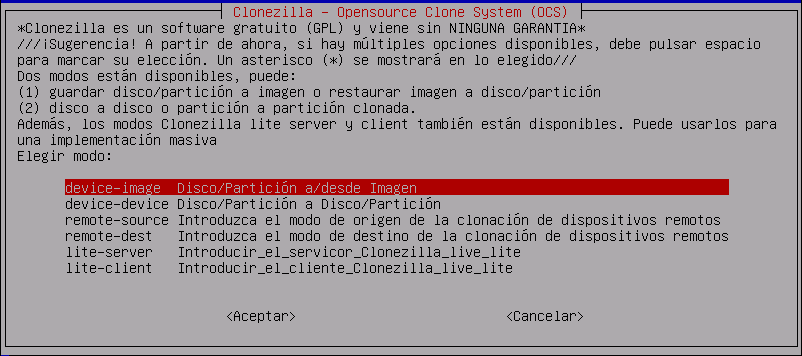 Clonezilla - Opensource Clone System (OCS)
*Clonezilla es un software gratuito (GPL) y viene sin NINGUNA GARANTIA*
///¡Sugerencia! A partir de ahora, si hay múltiples opciones disponibles, debe pulsar espacio
para marcar su elección. Un asterisco (*) se mostrará en lo elegido///
Dos modos están disponibles, puede:
(1) guardar disco/partición a imagen o restaurar imagen a disco/partición
(2) disco a disco o partición a partición clonada.
Además, los modos Clonezilla lite server y client también están disponibles. Puede usarlos para
una implementación masiva
Elegir modo:
device-image Disco/Partición a/desde Imagen
device-device Disco/Partición a Disco/Partición
remote-source Introduzca el modo de origen de la clonación de dispositivos remotos
remote-dest Introduzca el modo de destino de la clonación de dispositivos remotos
lite-server Introducir_el_servicor_Clonezilla_live_lite
lite-client Introducir_el_cliente_Clonezilla_live_lite
<Aceptar> <Cancelar>